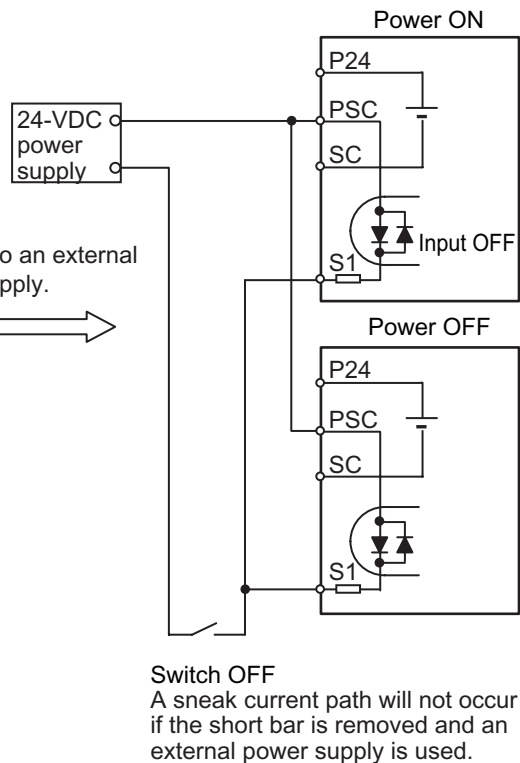 Power ON
P24
24-VDC
power
supply
PSC
SC
Input OFF
S1
o an external
pply.
Power OFF
P24
PSC
SC
S1
Switch OFF
A sneak current path will not occur
if the short bar is removed and an
external power supply is used.